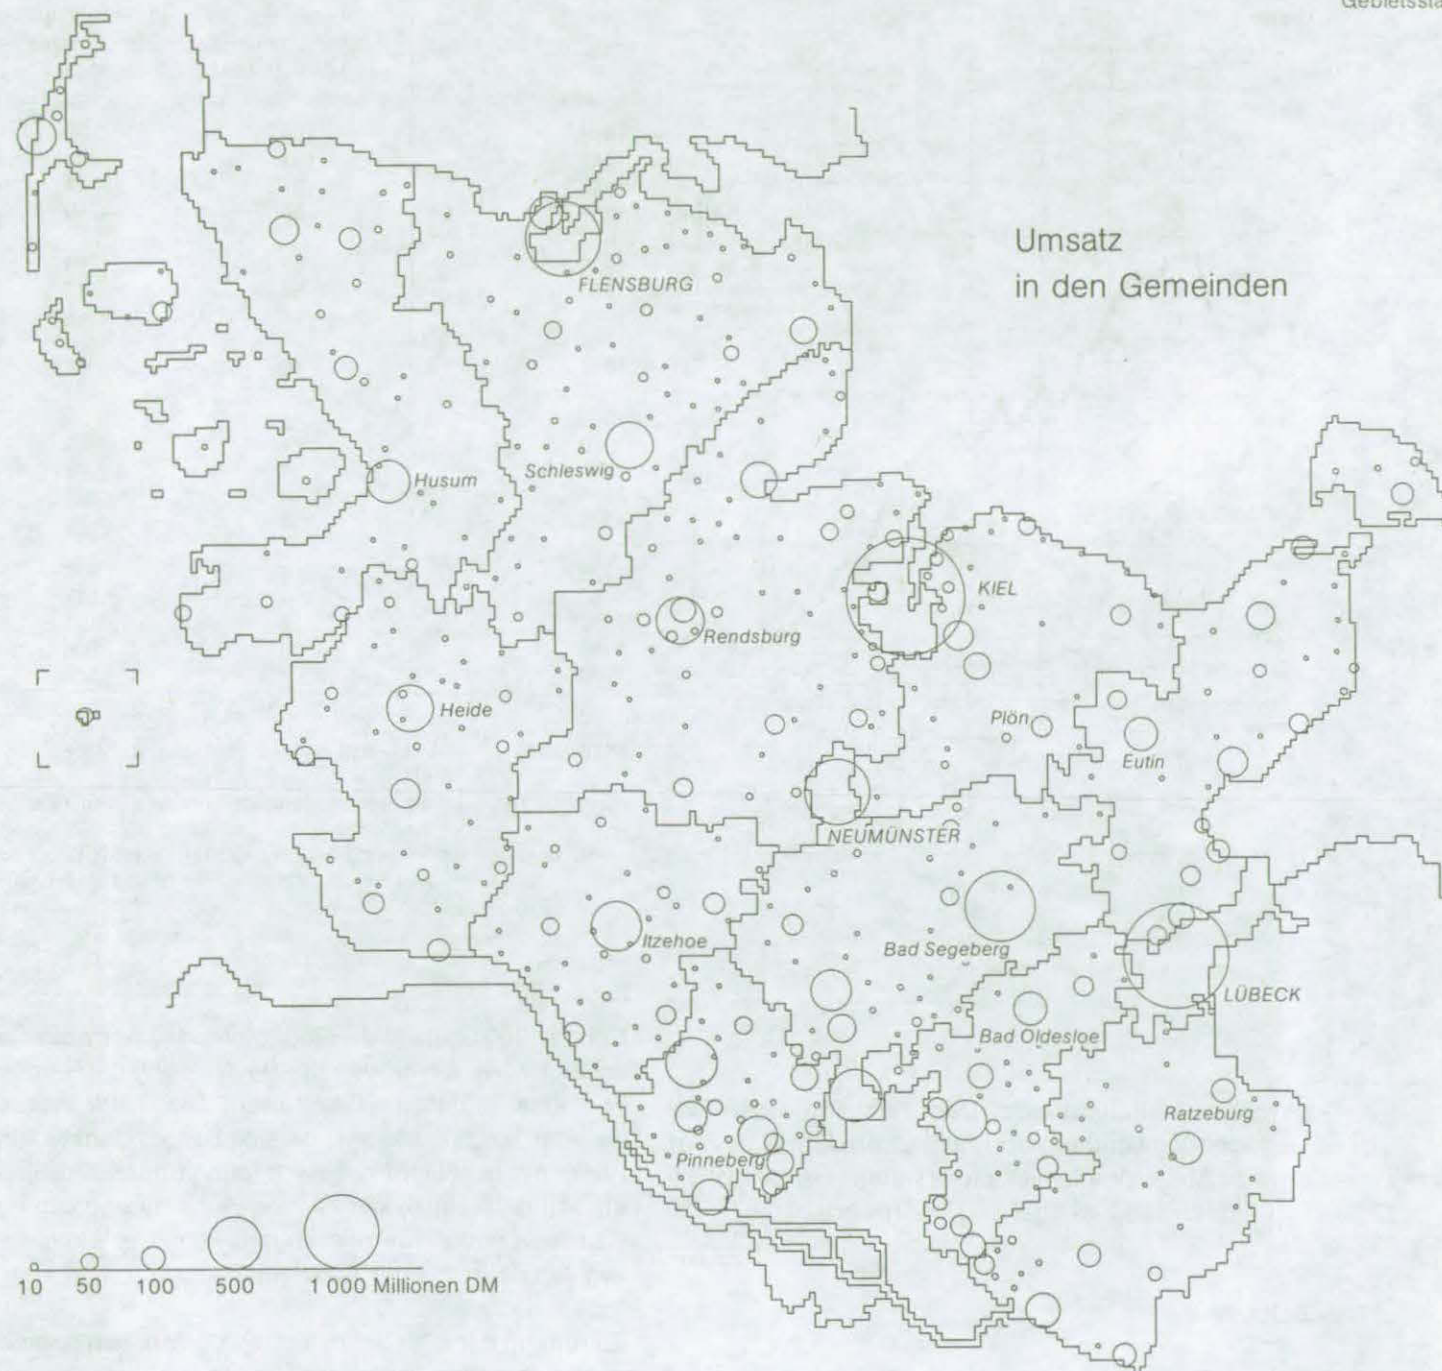 Umsatz
in den Gemeinden
FLENSBURG
Husum
Schleswig
KIEL
Rendsburg
Heide
Plön
Eutin
NEUMÜNSTER
Itzehoe
Bad Segeberg
LÜBECK
Bad Oldesloe
Ratzeburg
Pinneberg
10 50 100 500 1 000 Millionen DM